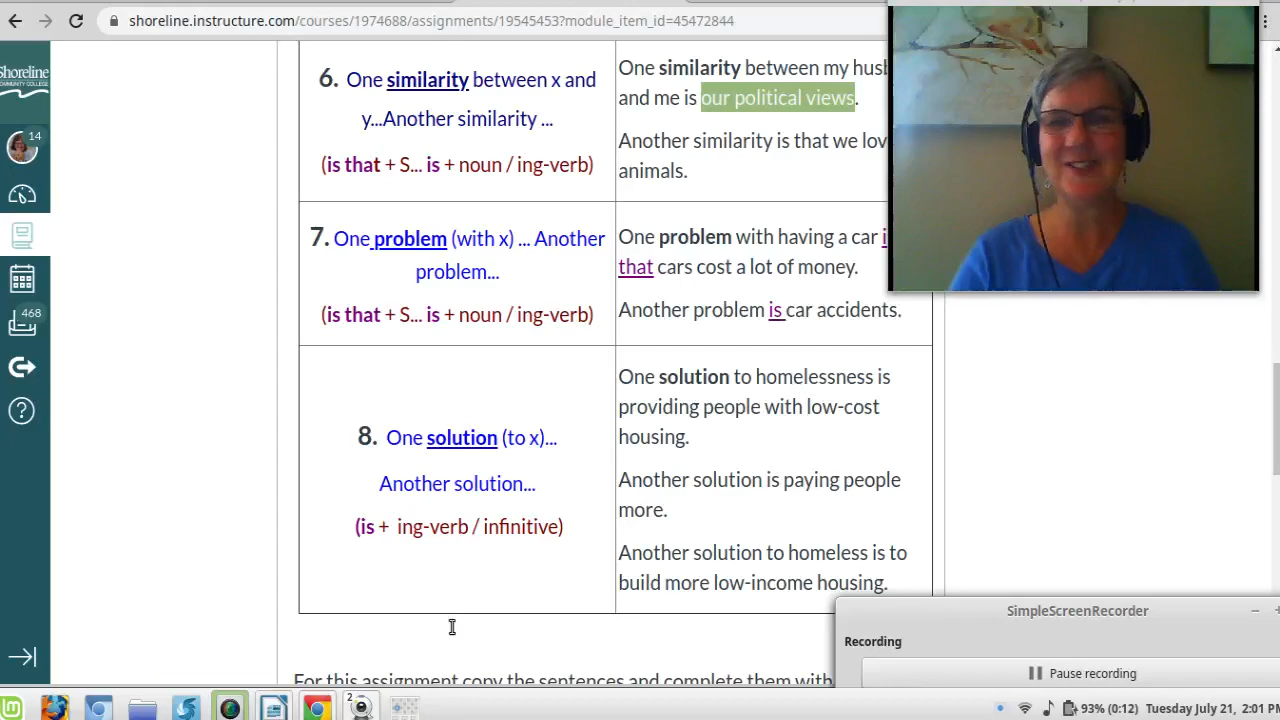 shoreline.instructure.com/courses/1974688/assignments/19545453?module_item_id=45472844
Shoreline
COMMUNITY COLLEGE
14
468
6. One similarity between x and
y...Another similarity ...
(is that + S... is + noun / ing-verb)
One similarity between my
and me is our political views.
Another similarity is that we
animals.
7. One problem (with x) ... Another
problem...
(is that + S... is + noun / ing-verb)
One problem with having a car
that cars cost a lot of money.
Another problem is car accidents.
8. One solution (to x)...
Another solution...
(is + ing-verb / infinitive)
One solution to homelessness is
providing people with low-cost
housing.
Another solution is paying people
more.
Another solution to homeless is to
build more low-income housing.
For this assignment copy the sentences and complete them with
SimpleScreenRecorder
Recording
Pause recording
2
93% (0:12) Tuesday July 21, 2:01 PM